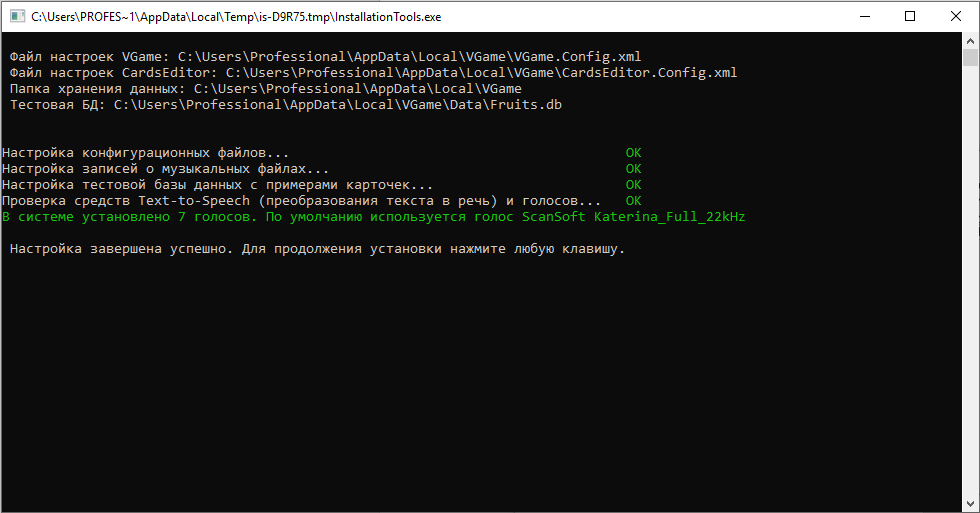 C:\Users\PROFES~1\AppData\Local\Temp\is-D9R75.tmp\InstallationTools.exe
Файл настроек VGame: C:\Users\Professional\AppData\Local\VGame\VGame.Config.xml
Файл настроек CardsEditor: C:\Users\Professional\AppData\Local\VGame\CardsEditor.Config.xml
Папка хранения данных: C:\Users\Professional\AppData\Local\VGame
Тестовая БД: C:\Users\Professional\AppData\Local\VGame\Data\Fruits.db
Настройка конфигурационных файлов... OK
Настройка записей о музыкальных файлах... OK
Настройка тестовой базы данных с примерами карточек... OK
Проверка средств Text-to-Speech (преобразования текста в речь) и голосов... OK
В системе установлено 7 голосов. По умолчанию используется голос ScanSoft Katerina_Full_22kHz
Настройка завершена успешно. Для продолжения установки нажмите любую клавишу.